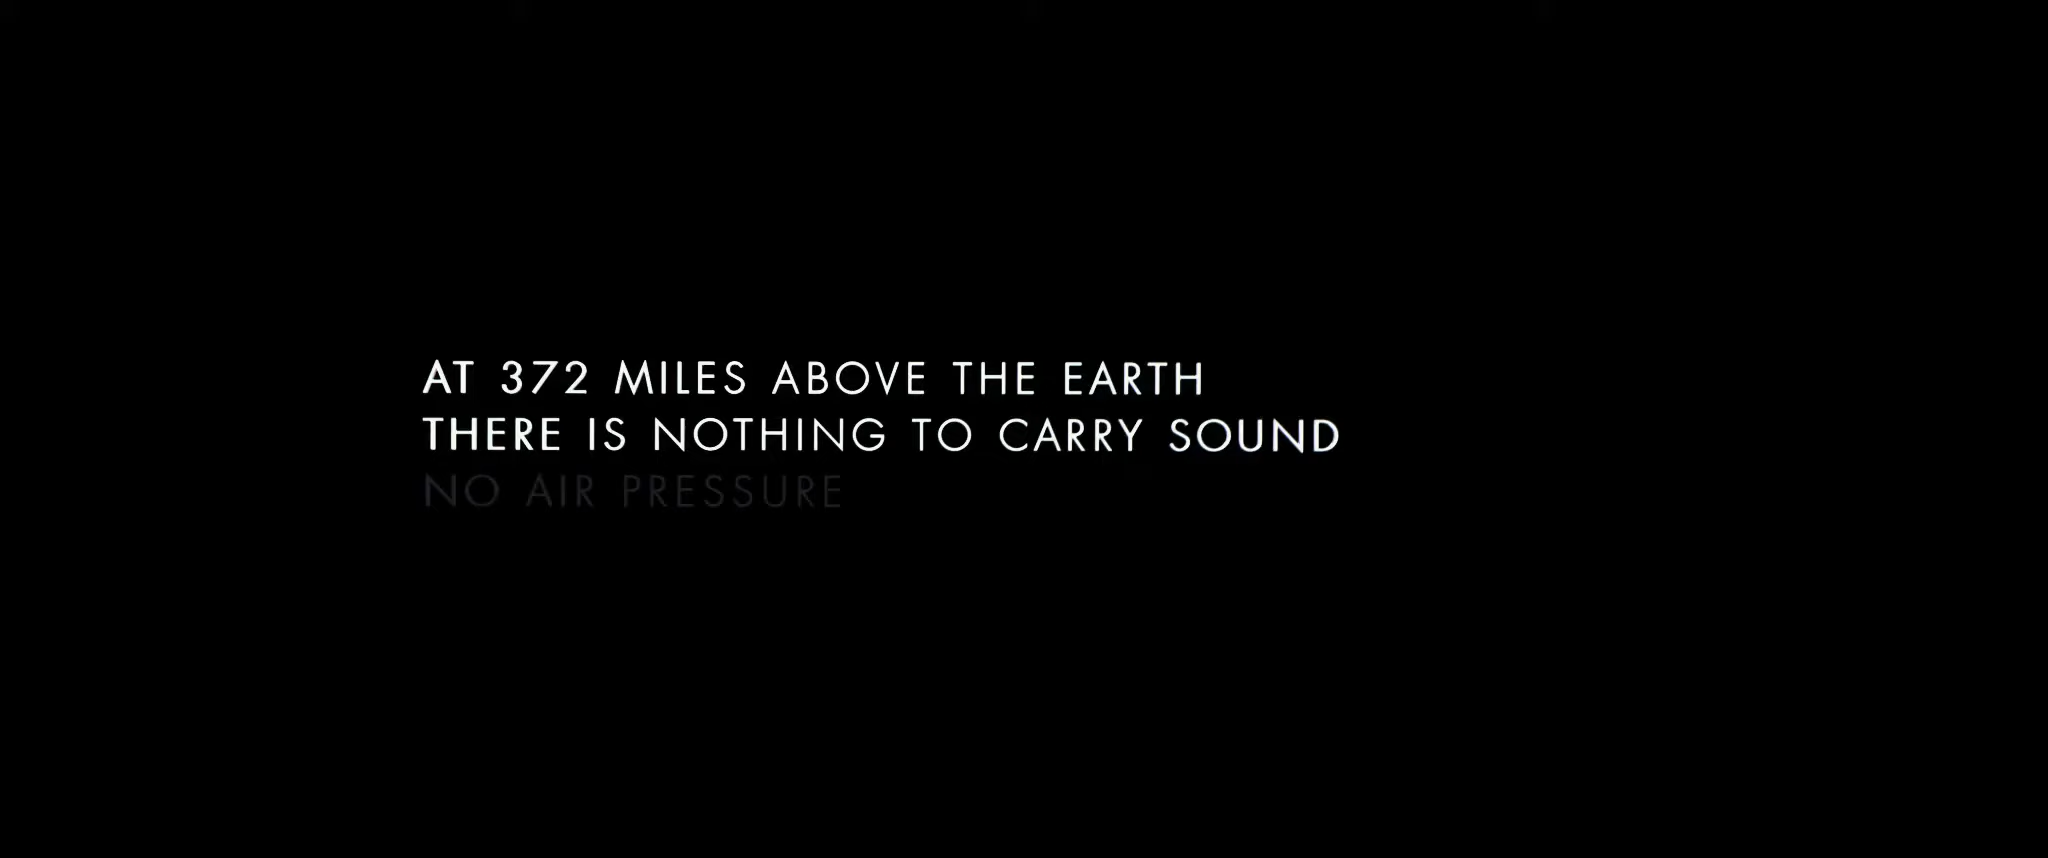 AT 372 MILES ABOVE THE EARTH
THERE IS NOTHING TO CARRY SOUND
NO AIR PRESSURE